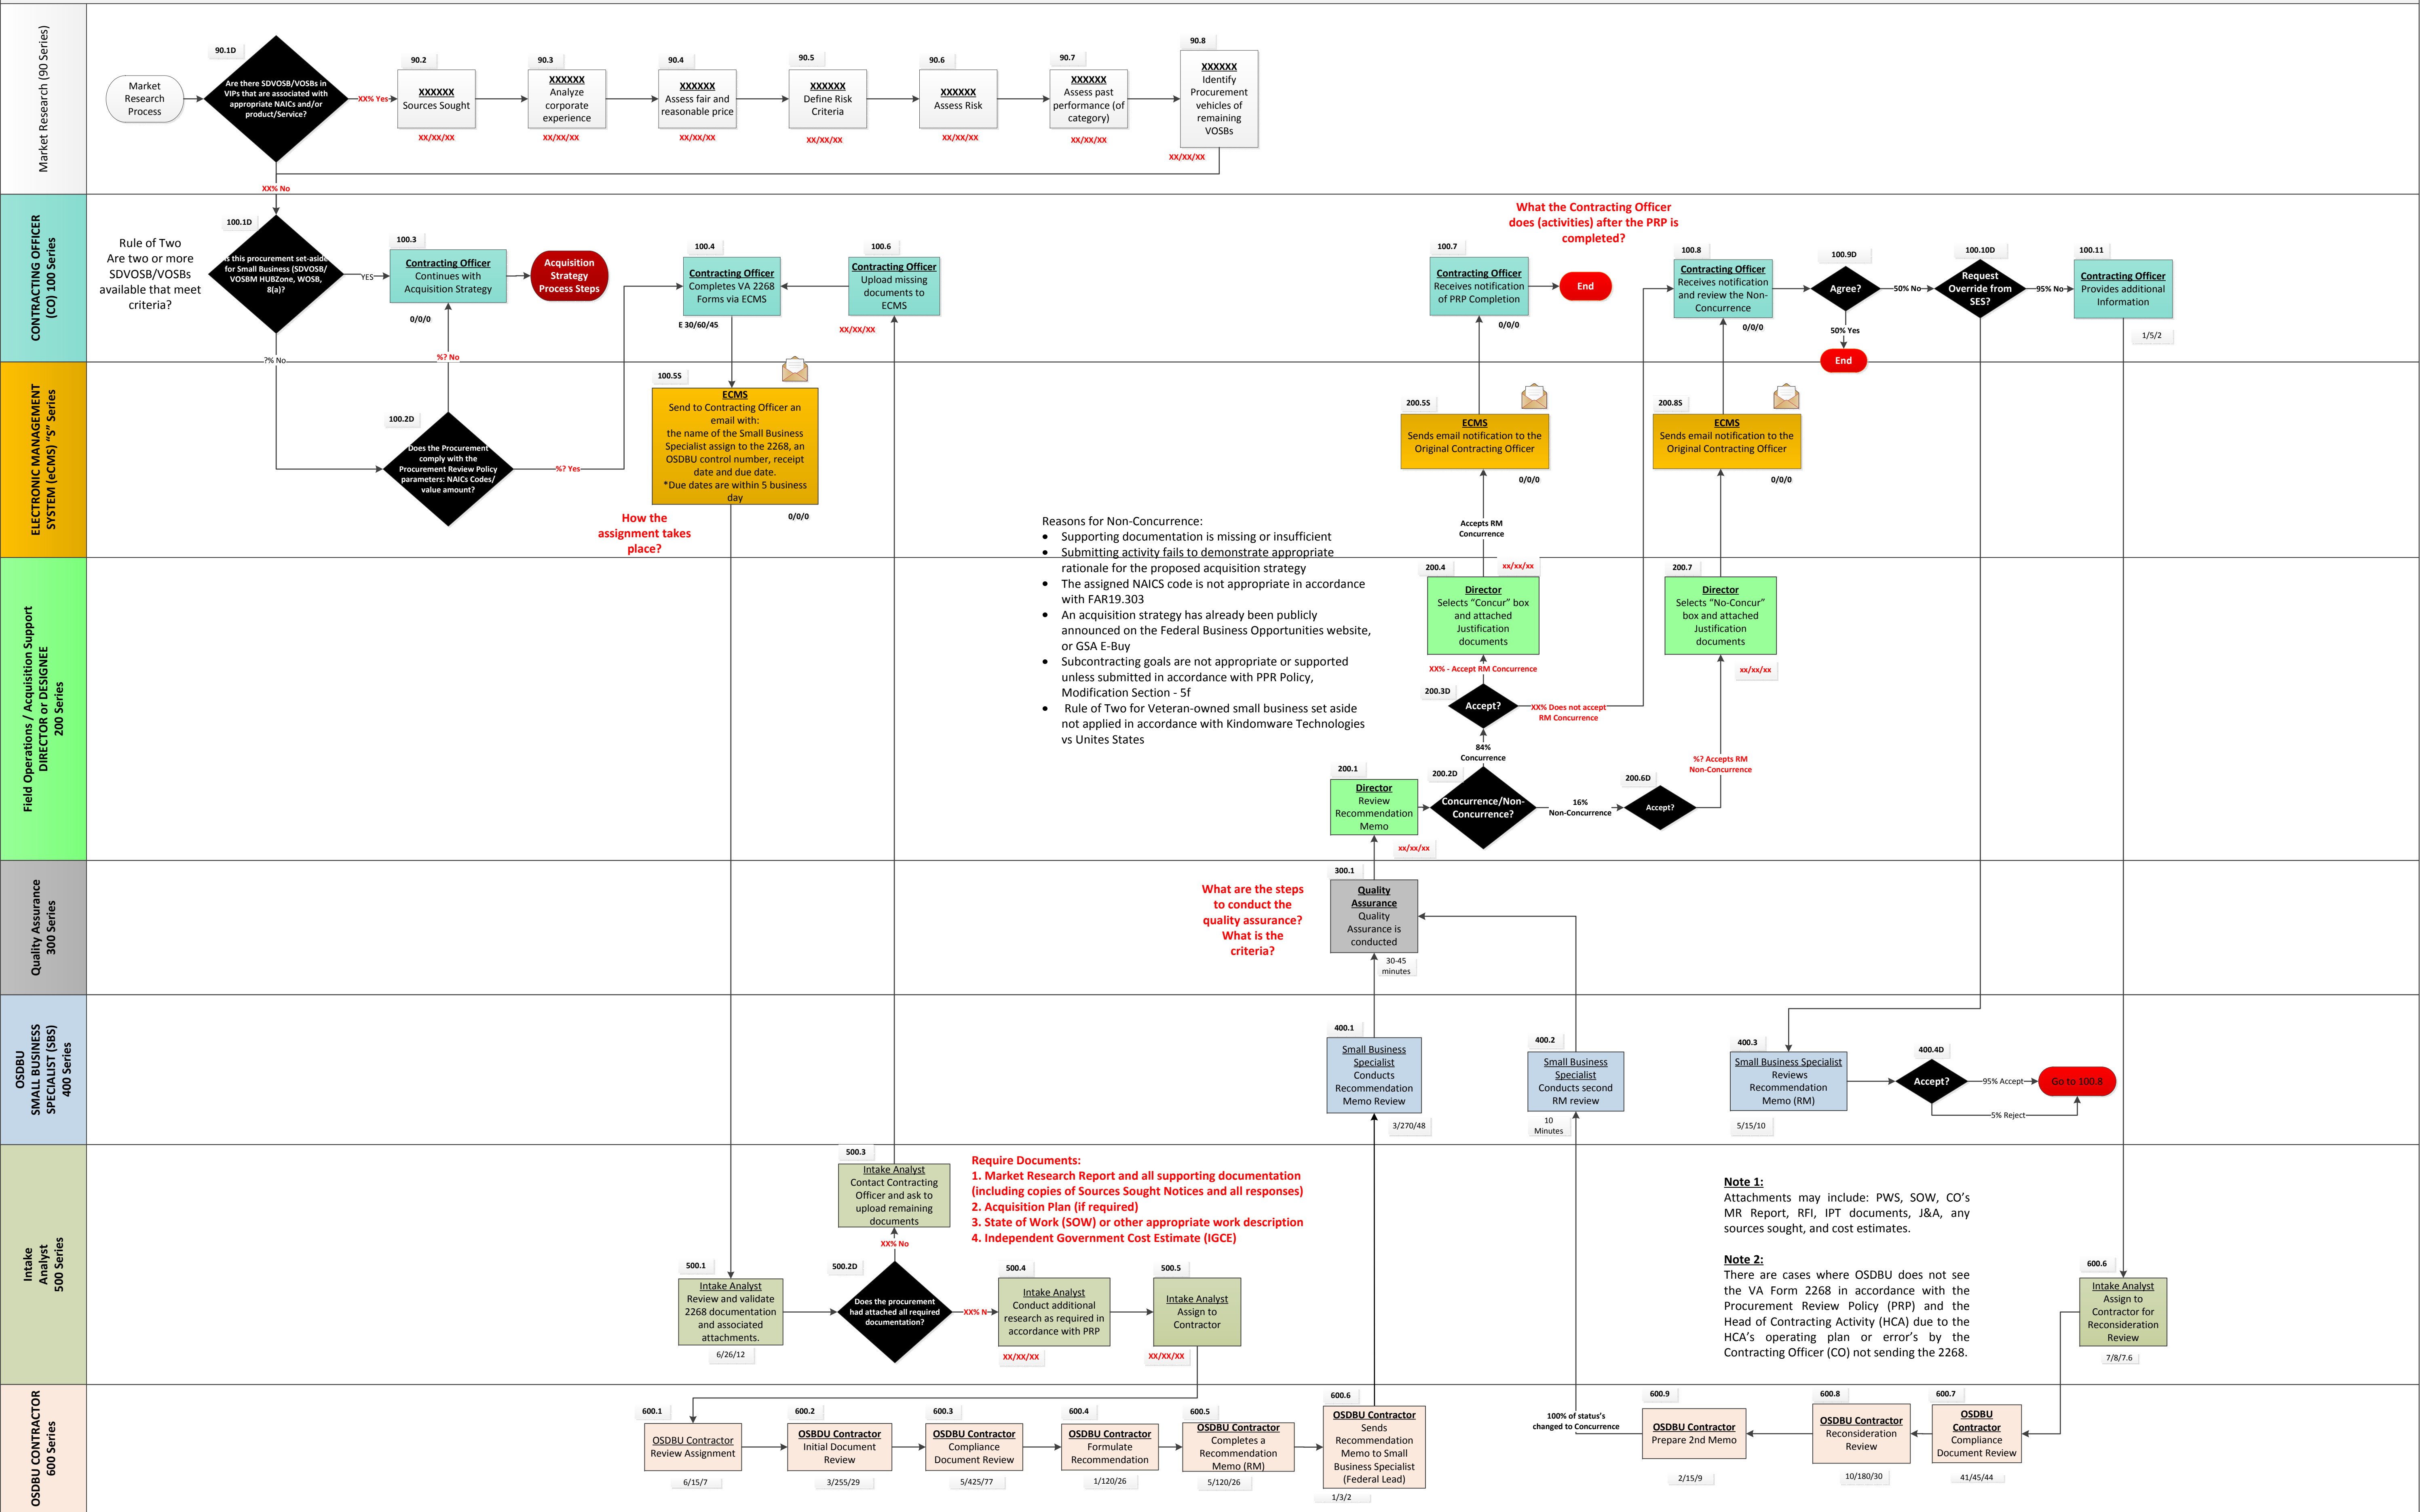 Market Research (90 Series)
Market
Research
Process
90.1D
Are there SDVOSB/VOSBs in
VIPs that are associated with
appropriate NAICs and/or
product/Service?
XX% Yes
XX% No
90.2
XXXXXX
Sources Sought
XX/XX/XX
90.3
XXXXXX
Analyze
corporate
experience
XX/XX/XX
90.4
XXXXXX
Assess fair and
reasonable price
XX/XX/XX
90.5
XXXXXX
Define Risk
Criteria
XX/XX/XX
90.6
XXXXXX
Assess Risk
XX/XX/XX
90.7
XXXXXX
Assess past
performance (of
category)
XX/XX/XX
90.8
XXXXXX
Identify
Procurement
vehicles of
remaining
VOSBs
XX/XX/XX
CONTRACTING OFFICER
(CO) 100 Series
Rule of Two
Are two or more
SDVOSB/VOSBs
available that meet
criteria?
100.1D
Is this procurement set-aside
for Small Business (SDVOSB/
VOSBM HUBZone, WOSB,
8(a)?
YES
?% No
100.3
Contracting Officer
Continues with
Acquisition Strategy
0/0/0
Acquisition
Strategy
Process Steps
%? No
100.4
Contracting Officer
Completes VA 2268
Forms via ECMS
E 30/60/45
100.6
Contracting Officer
Upload missing
documents to
ECMS
XX/XX/XX
What the Contracting Officer
does (activities) after the PRP is
completed?
100.7
Contracting Officer
Receives notification
of PRP Completion
0/0/0
End
100.8
Contracting Officer
Receives notification
and review the Non-
Concurrence
0/0/0
100.9D
Agree?
50% No
50% Yes
End
100.10D
Request
Override from
SES?
95% No
100.11
Contracting Officer
Provides additional
Information
1/5/2
ELECTRONIC MANAGEMENT
SYSTEM (eCMS) “S” Series
100.2D
Does the Procurement
comply with the
Procurement Review Policy
parameters: NAICs Codes/
value amount?
%? Yes
100.5S
ECMS
Send to Contracting Officer an
email with:
the name of the Small Business
Specialist assign to the 2268, an
OSDBU control number, receipt
date and due date.
*Due dates are within 5 business
day
0/0/0
How the
assignment takes
place?
200.5S
ECMS
Sends email notification to the
Original Contracting Officer
0/0/0
200.8S
ECMS
Sends email notification to the
Original Contracting Officer
0/0/0
Accepts RM
Concurrence
Reasons for Non-Concurrence:
• Supporting documentation is missing or insufficient
• Submitting activity fails to demonstrate appropriate
rationale for the proposed acquisition strategy
• The assigned NAICS code is not appropriate in accordance
with FAR19.303
• An acquisition strategy has already been publicly
announced on the Federal Business Opportunities website,
or GSA E-Buy
• Subcontracting goals are not appropriate or supported
unless submitted in accordance with PPR Policy,
Modification Section - 5f
• Rule of Two for Veteran-owned small business set aside
not applied in accordance with Kindomware Technologies
vs Unites States
Field Operations / Acquisition Support
DIRECTOR or DESIGNEE
200 Series
200.4
xx/xx/xx
Director
Selects “Concur” box
and attached
Justification
documents
XX% - Accept RM Concurrence
200.7
Director
Selects “No-Concur”
box and attached
Justification
documents
xx/xx/xx
200.3D
Accept?
XX% Does not accept
RM Concurrence
84%
Concurrence
200.1
Director
Review
Recommendation
Memo
xx/xx/xx
200.2D
Concurrence/Non-
Concurrence?
16%
Non-Concurrence
200.6D
Accept?
%? Accepts RM
Non-Concurrence
Quality Assurance
300 Series
What are the steps
to conduct the
quality assurance?
What is the
criteria?
300.1
Quality
Assurance
Quality
Assurance is
conducted
30-45
minutes
OSDBU
SMALL BUSINESS
SPECIALIST (SBS)
400 Series
400.1
Small Business
Specialist
Conducts
Recommendation
Memo Review
3/270/48
400.2
Small Business
Specialist
Conducts second
RM review
10
Minutes
400.3
Small Business Specialist
Reviews
Recommendation
Memo (RM)
5/15/10
400.4D
Accept?
95% Accept
5% Reject
Go to 100.8
Intake
Analyst
500 Series
500.3
Intake Analyst
Contact Contracting
Officer and ask to
upload remaining
documents
XX% No
Require Documents:
1. Market Research Report and all supporting documentation
(including copies of Sources Sought Notices and all responses)
2. Acquisition Plan (if required)
3. State of Work (SOW) or other appropriate work description
4. Independent Government Cost Estimate (IGCE)
500.1
Intake Analyst
Review and validate
2268 documentation
and associated
attachments.
6/26/12
500.2D
Does the procurement
had attached all required
documentation?
XX% N
500.4
Intake Analyst
Conduct additional
research as required in
accordance with PRP
XX/XX/XX
500.5
Intake Analyst
Assign to
Contractor
XX/XX/XX
Note 1:
Attachments may include: PWS, SOW, CO’s
MR Report, RFI, IPT documents, J&A, any
sources sought, and cost estimates.
Note 2:
There are cases where OSDBU does not see
the VA Form 2268 in accordance with the
Procurement Review Policy (PRP) and the
Head of Contracting Activity (HCA) due to the
HCA’s operating plan or error’s by the
Contracting Officer (CO) not sending the 2268.
600.6
Intake Analyst
Assign to
Contractor for
Reconsideration
Review
7/8/7.6
OSDBU CONTRACTOR
600 Series
600.1
OSDBU Contractor
Review Assignment
6/15/7
600.2
OSBDU Contractor
Initial Document
Review
3/255/29
600.3
OSDBU Contractor
Compliance
Document Review
5/425/77
600.4
OSDBU Contractor
Formulate
Recommendation
1/120/26
600.5
OSDBU Contractor
Completes a
Recommendation
Memo (RM)
5/120/26
600.6
OSDBU Contractor
Sends
Recommendation
Memo to Small
Business Specialist
(Federal Lead)
1/3/2
100% of status’s
changed to Concurrence
600.9
OSDBU Contractor
Prepare 2nd Memo
2/15/9
600.8
OSDBU Contractor
Reconsideration
Review
10/180/30
600.7
OSDBU
Contractor
Compliance
Document Review
41/45/44